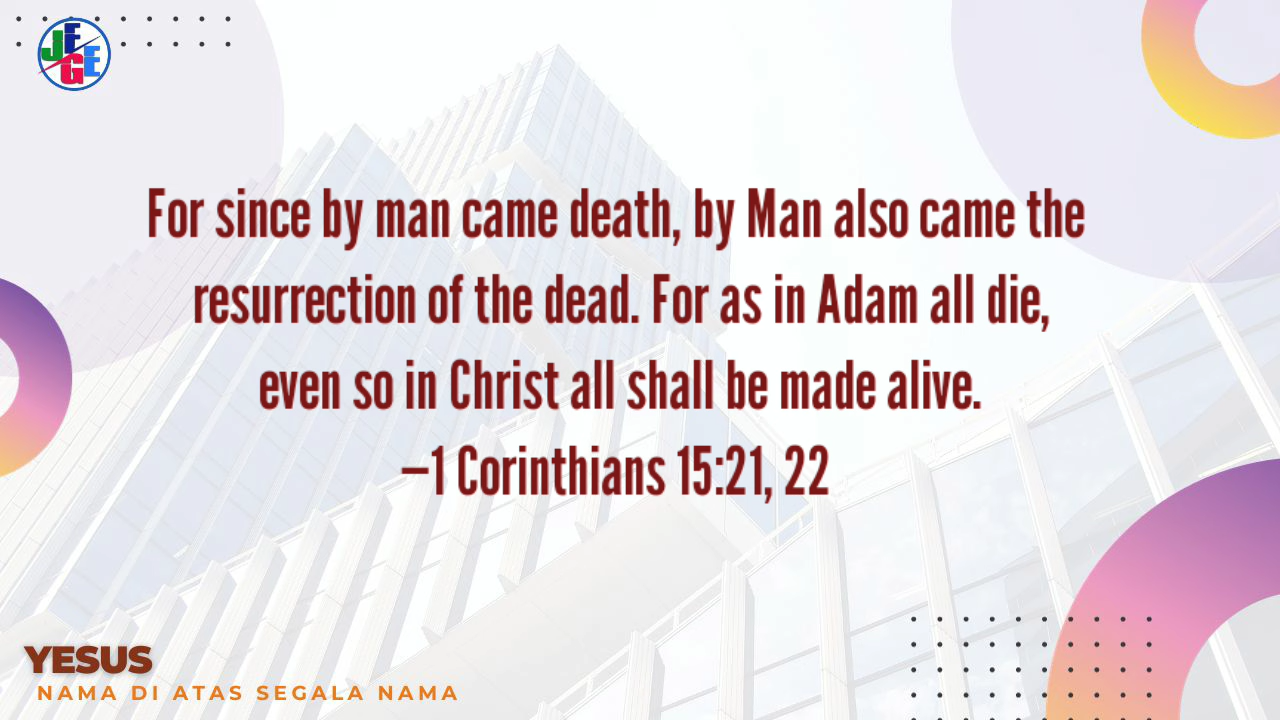 JEGE
For since by man came death, by Man also came the
resurrection of the dead. For as in Adam all die,
even so in Christ all shall be made alive.
–1 Corinthians 15:21, 22
YESUS
NAMA DI ATAS SEGALA NAMA